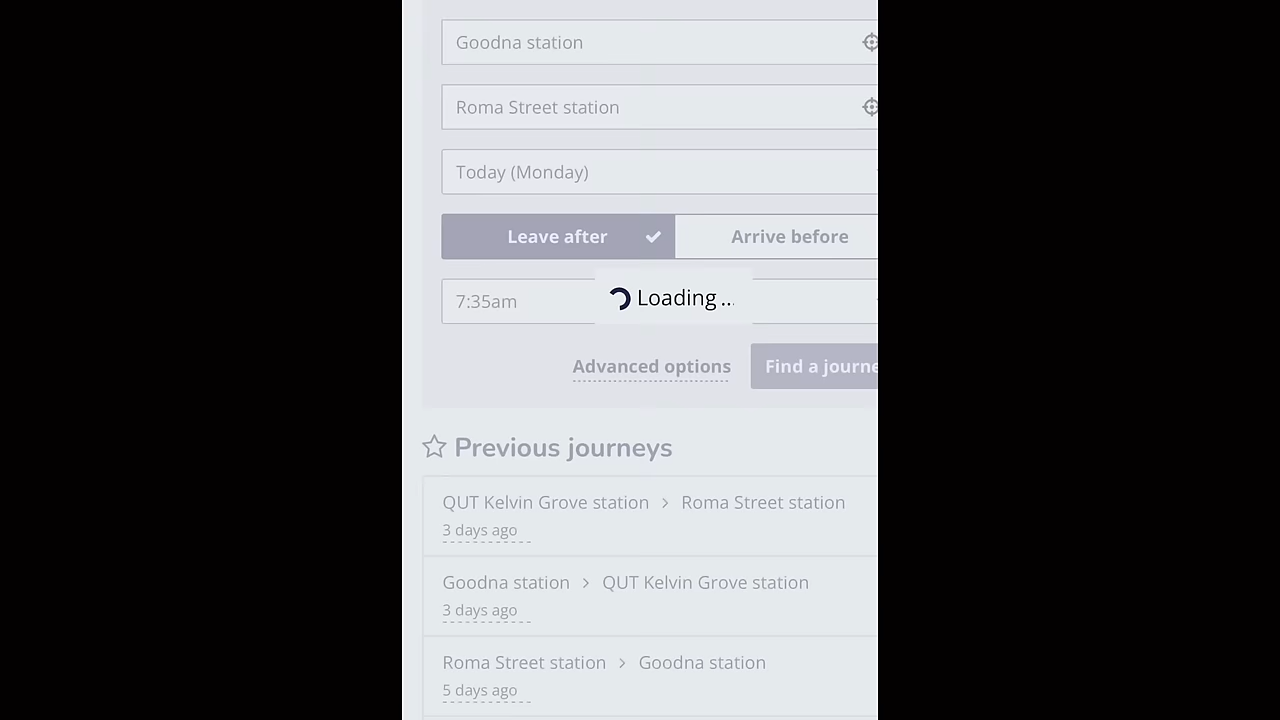 Goodna station
Roma Street station
Today (Monday)
Leave after
Arrive before
7:35am
Loading ...
Advanced options
Find a journe
Previous journeys
QUT Kelvin Grove station > Roma Street station
3 days ago
Goodna station > QUT Kelvin Grove station
3 days ago
Roma Street station > Goodna station
5 days ago